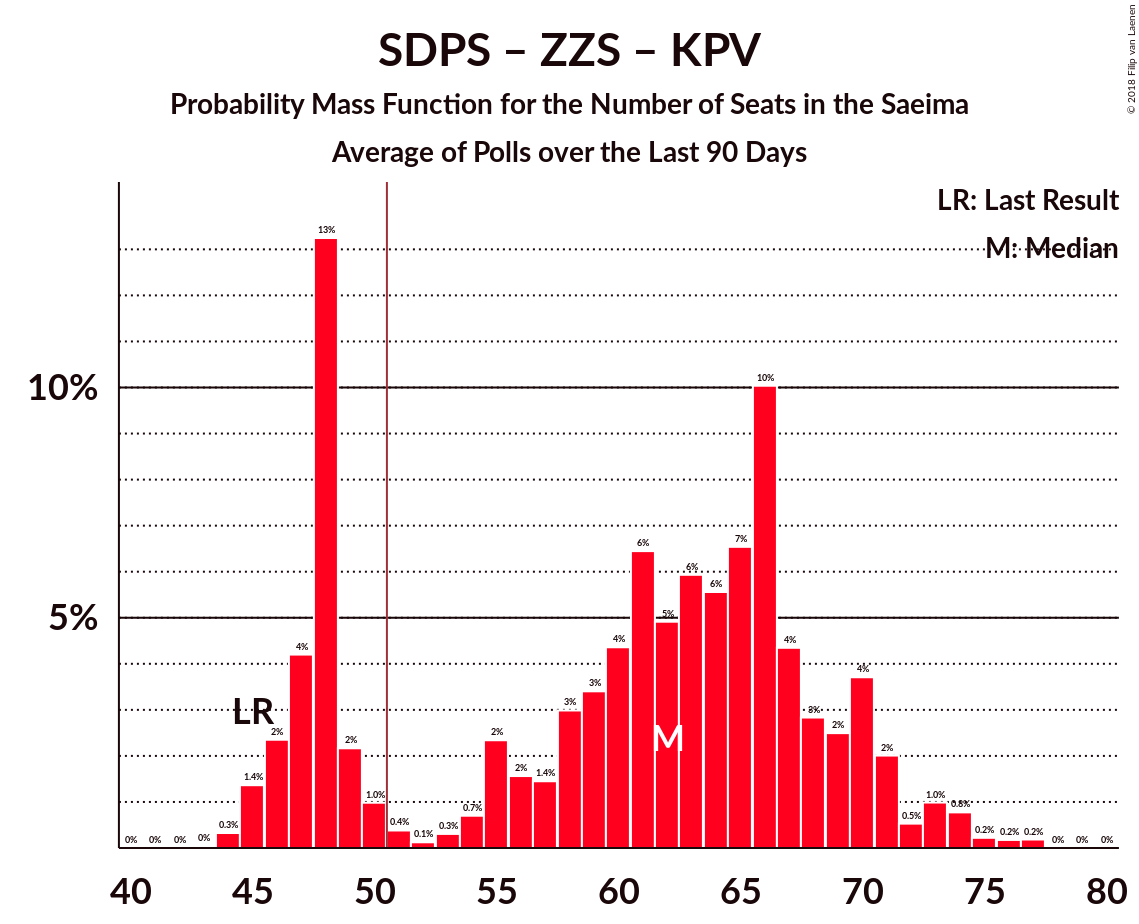 SDPS – ZZS – KPV
Probability Mass Function for the Number of Seats in the Saeima
Average of Polls over the Last 90 Days
© 2018 Filip van Laenen
LR: Last Result
M: Median
10%
5%
0% 0% 0% 0% 0.3% 1.4% 2% 4% 13% 2% 1.0% 0.4% 0.1% 0.3% 0.7% 2% 2% 1.4% 3% 3% 4% 6% 5% 6% 6% 7% 10% 4% 3% 2% 4% 2% 0.5% 1.0% 0.8% 0.2% 0.2% 0.2% 0% 0% 0%
LR
M
40 45 50 55 60 65 70 75 80